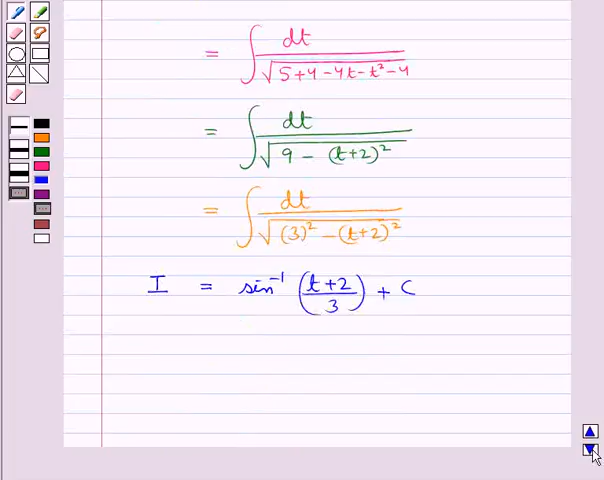 = ∫ dt / √(5+4-4t-t²-4)
= ∫ dt / √(9 - (t+2)²)
= ∫ dt / √((3)² - (t+2)²)
I = sin⁻¹ ((t+2)/3) + C